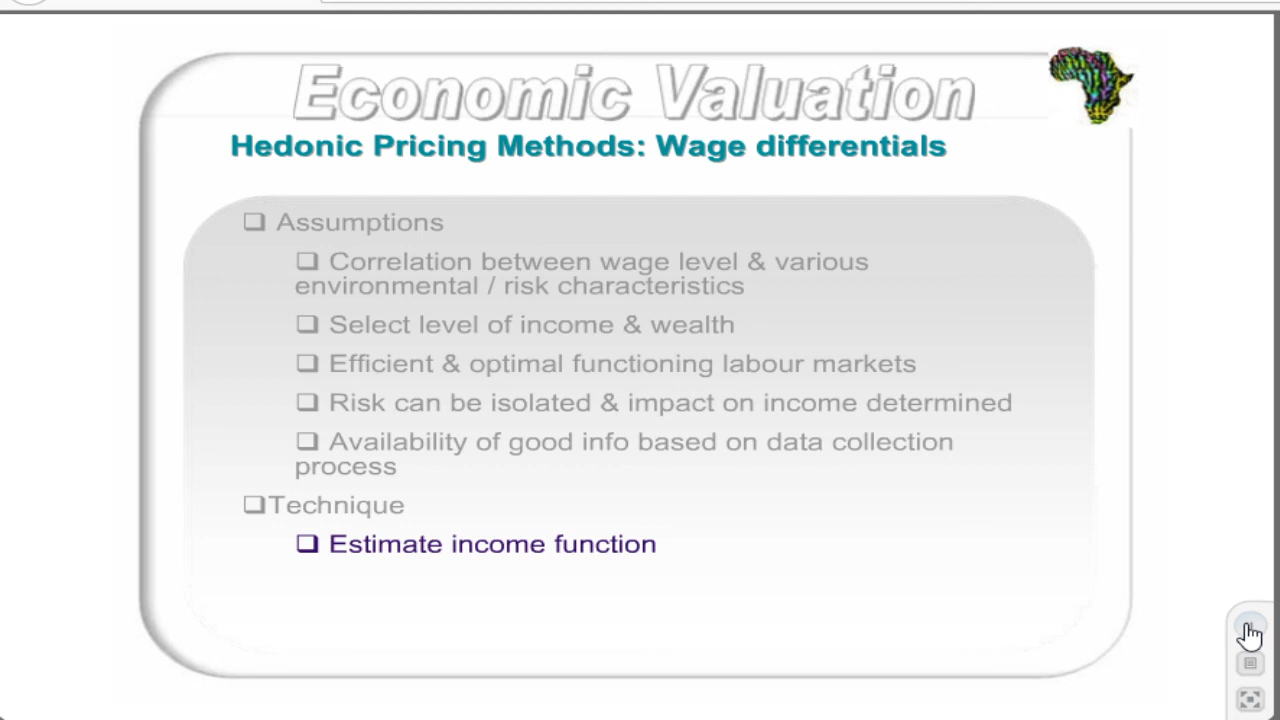 Economic Valuation
Hedonic Pricing Methods: Wage differentials
❑ Assumptions
❑ Correlation between wage level & various
environmental / risk characteristics
❑ Select level of income & wealth
❑ Efficient & optimal functioning labour markets
❑ Risk can be isolated & impact on income determined
❑ Availability of good info based on data collection
process
❑Technique
❑ Estimate income function